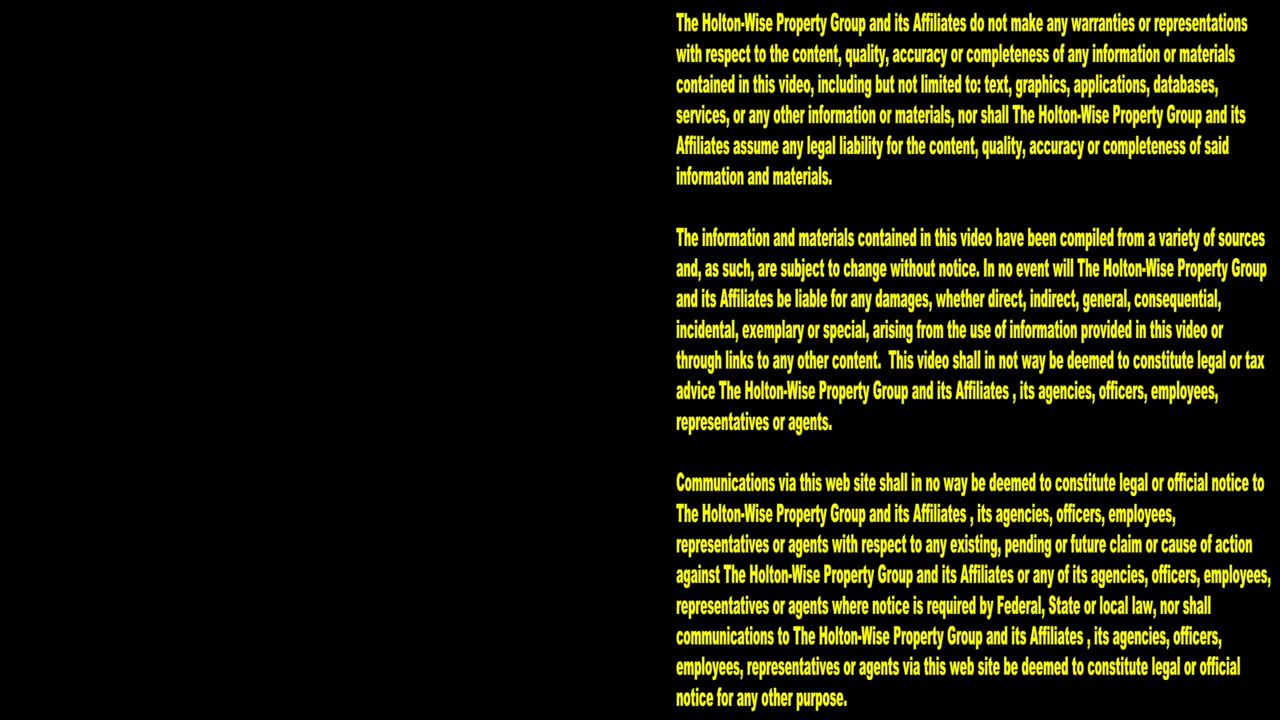 The Holton-Wise Property Group and its Affiliates do not make any warranties or representations
with respect to the content, quality, accuracy or completeness of any information or materials
contained in this video, including but not limited to: text, graphics, applications, databases,
services, or any other information or materials, nor shall The Holton-Wise Property Group and its
Affiliates assume any legal liability for the content, quality, accuracy or completeness of said
information and materials.
The information and materials contained in this video have been compiled from a variety of sources
and, as such, are subject to change without notice. In no event will The Holton-Wise Property Group
and its Affiliates be liable for any damages, whether direct, indirect, general, consequential,
incidental, exemplary or special, arising from the use of information provided in this video or
through links to any other content.  This video shall in not way be deemed to constitute legal or tax
advice The Holton-Wise Property Group and its Affiliates , its agencies, officers, employees,
representatives or agents.
Communications via this web site shall in no way be deemed to constitute legal or official notice to
The Holton-Wise Property Group and its Affiliates , its agencies, officers, employees,
representatives or agents with respect to any existing, pending or future claim or cause of action
against The Holton-Wise Property Group and its Affiliates or any of its agencies, officers, employees,
representatives or agents where notice is required by Federal, State or local law, nor shall
communications to The Holton-Wise Property Group and its Affiliates , its agencies, officers,
employees, representatives or agents via this web site be deemed to constitute legal or official
notice for any other purpose.